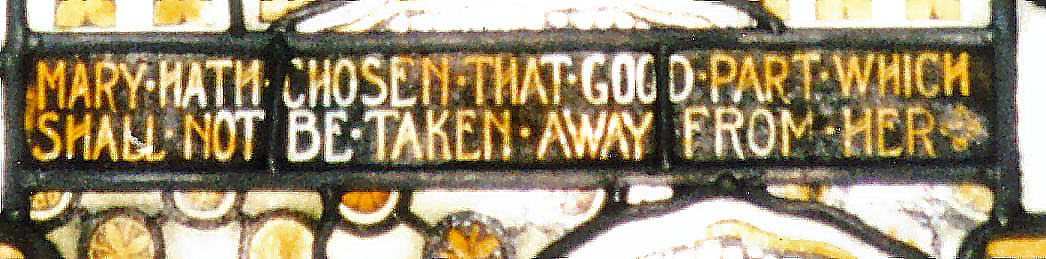 MARY·HATH·CHOSEN·THAT·GOOD·PART·WHICH
SHALL·NOT BE·TAKEN·AWAY FROM·HER